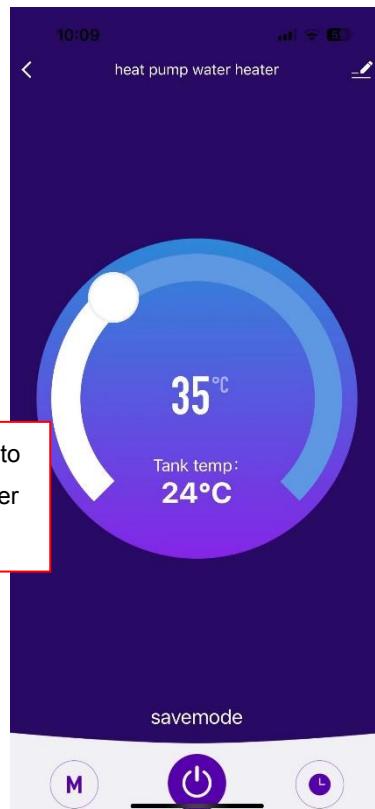 10:09
heat pump water heater
35°C
to
er
Tank temp:
24°C
savemode
M